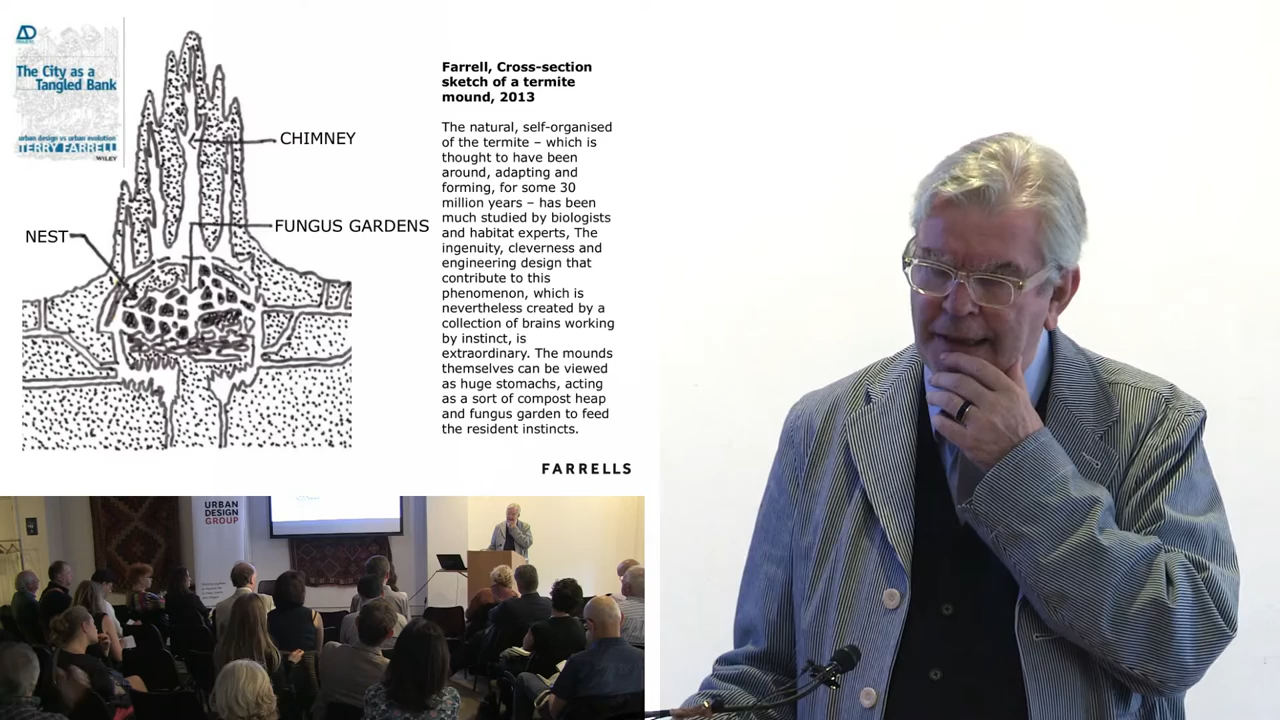 AD
The City as a
Tangled Bank
urban design vs urban evolution
TERRY FARRELL
WILEY
CHIMNEY
FUNGUS GARDENS
NEST
Farrell, Cross-section
sketch of a termite
mound, 2013
The natural, self-organised
of the termite – which is
thought to have been
around, adapting and
forming, for some 30
million years – has been
much studied by biologists
and habitat experts, The
ingenuity, cleverness and
engineering design that
contribute to this
phenomenon, which is
nevertheless created by a
collection of brains working
by instinct, is
extraordinary. The mounds
themselves can be viewed
as huge stomachs, acting
as a sort of compost heap
and fungus garden to feed
the resident instincts.
FARRELLS
URBAN
DESIGN
GROUP